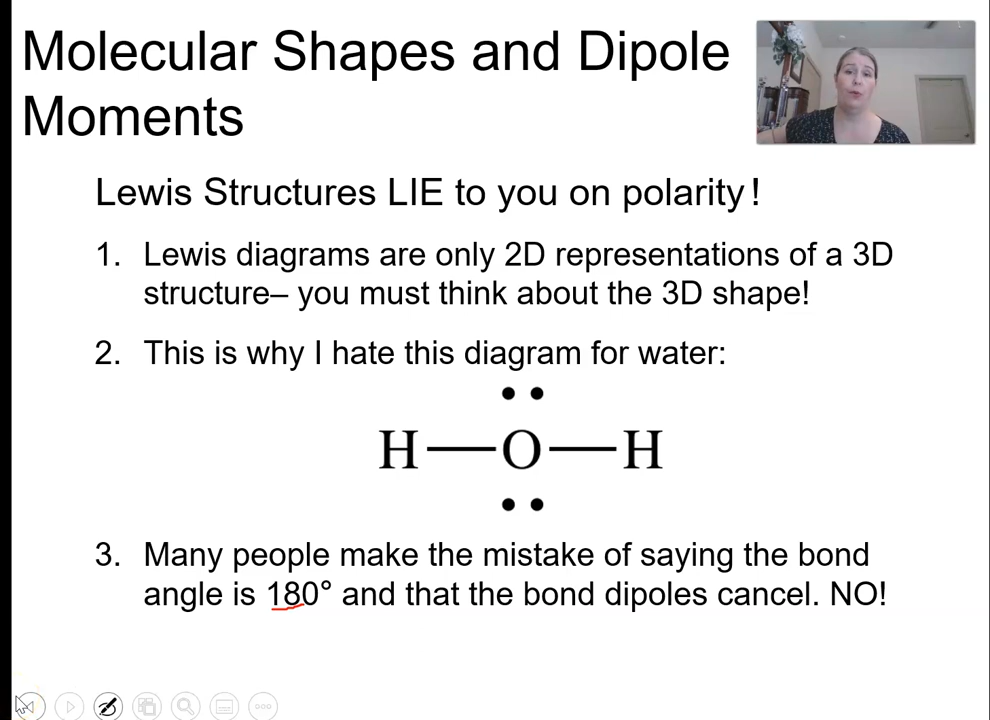 Molecular Shapes and Dipole
Moments
Lewis Structures LIE to you on polarity!
1. Lewis diagrams are only 2D representations of a 3D
structure– you must think about the 3D shape!
2. This is why I hate this diagram for water:
H—O—H
3. Many people make the mistake of saying the bond
angle is 180° and that the bond dipoles cancel. NO!